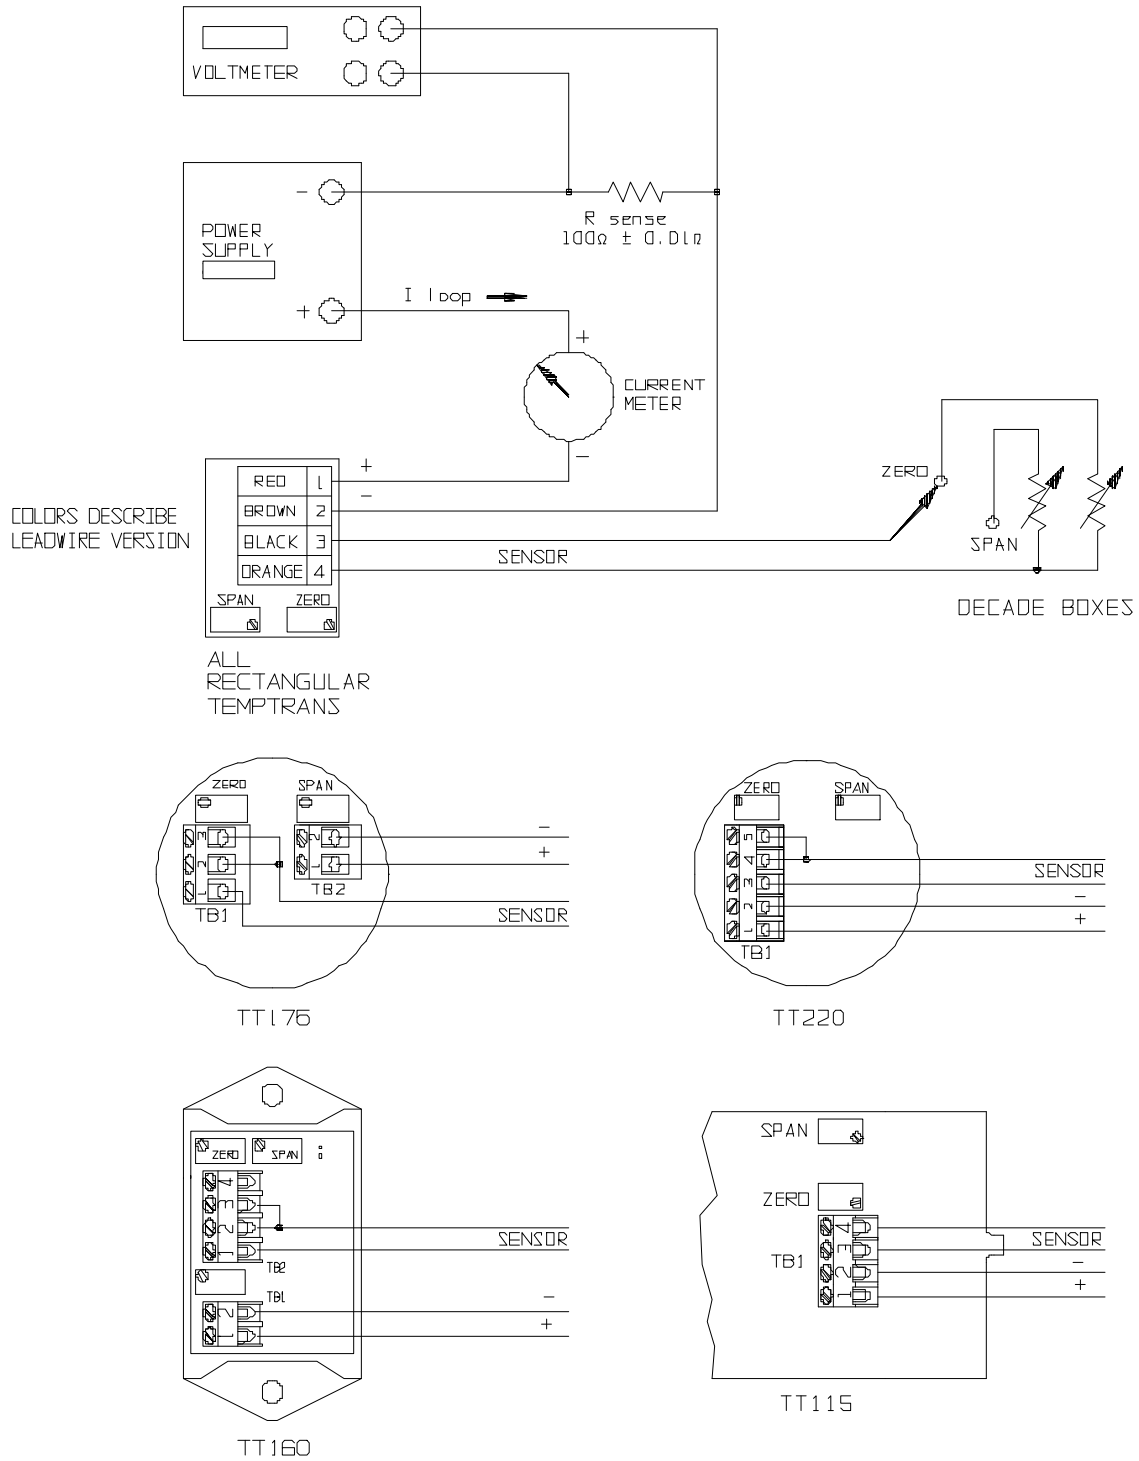 VOLTMETER
-
POWER
SUPPLY
+
R sense
100Ω ± 0.01Ω
I loop
+
CURRENT
METER
-
COLORS DESCRIBE
LEADWIRE VERSION
RED 1 +
BROWN 2 -
BLACK 3
ORANGE 4
SPAN ZERO
SENSOR
ZERO
SPAN
DECADE BOXES
ALL
RECTANGULAR
TEMPTRANS
ZERO SPAN
3 2 1
TB1
2 1
TB2
-
+
SENSOR
TT176
ZERO SPAN
5
4
3
2
1
TB1
SENSOR
-
+
TT220
ZERO SPAN
4
3
2
1
TB2
SENSOR
TB1
2
1
-
+
TT160
SPAN
ZERO
4
3
2
1
TB1
SENSOR
-
+
TT115